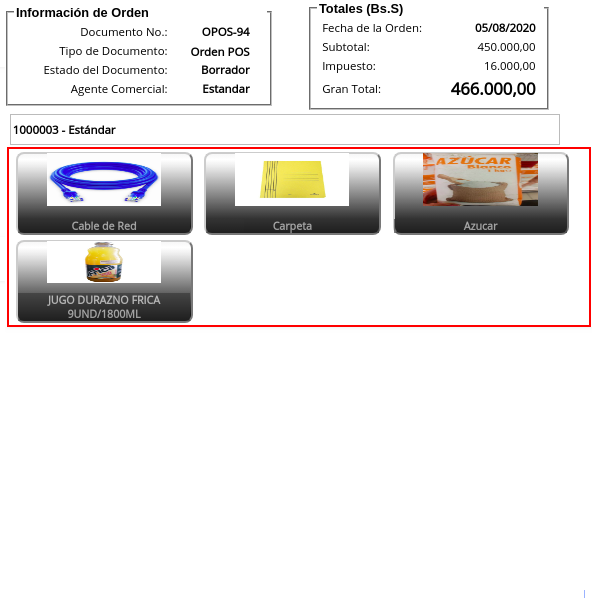 Información de Orden
Documento No.: OPOS-94
Tipo de Documento: Orden POS
Estado del Documento: Borrador
Agente Comercial: Estandar
Totales (Bs.S)
Fecha de la Orden: 05/08/2020
Subtotal: 450.000,00
Impuesto: 16.000,00
Gran Total: 466.000,00
1000003 - Estándar
AZÚCAR
Blanco
Cable de Red
Carpeta
Azucar
JUGO DURAZNO FRICA
9UND/1800ML